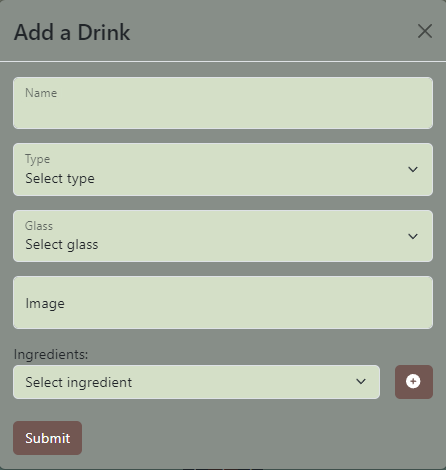 Add a Drink
Name
Type
Select type
Glass
Select glass
Image
Ingredients:
Select ingredient
Submit